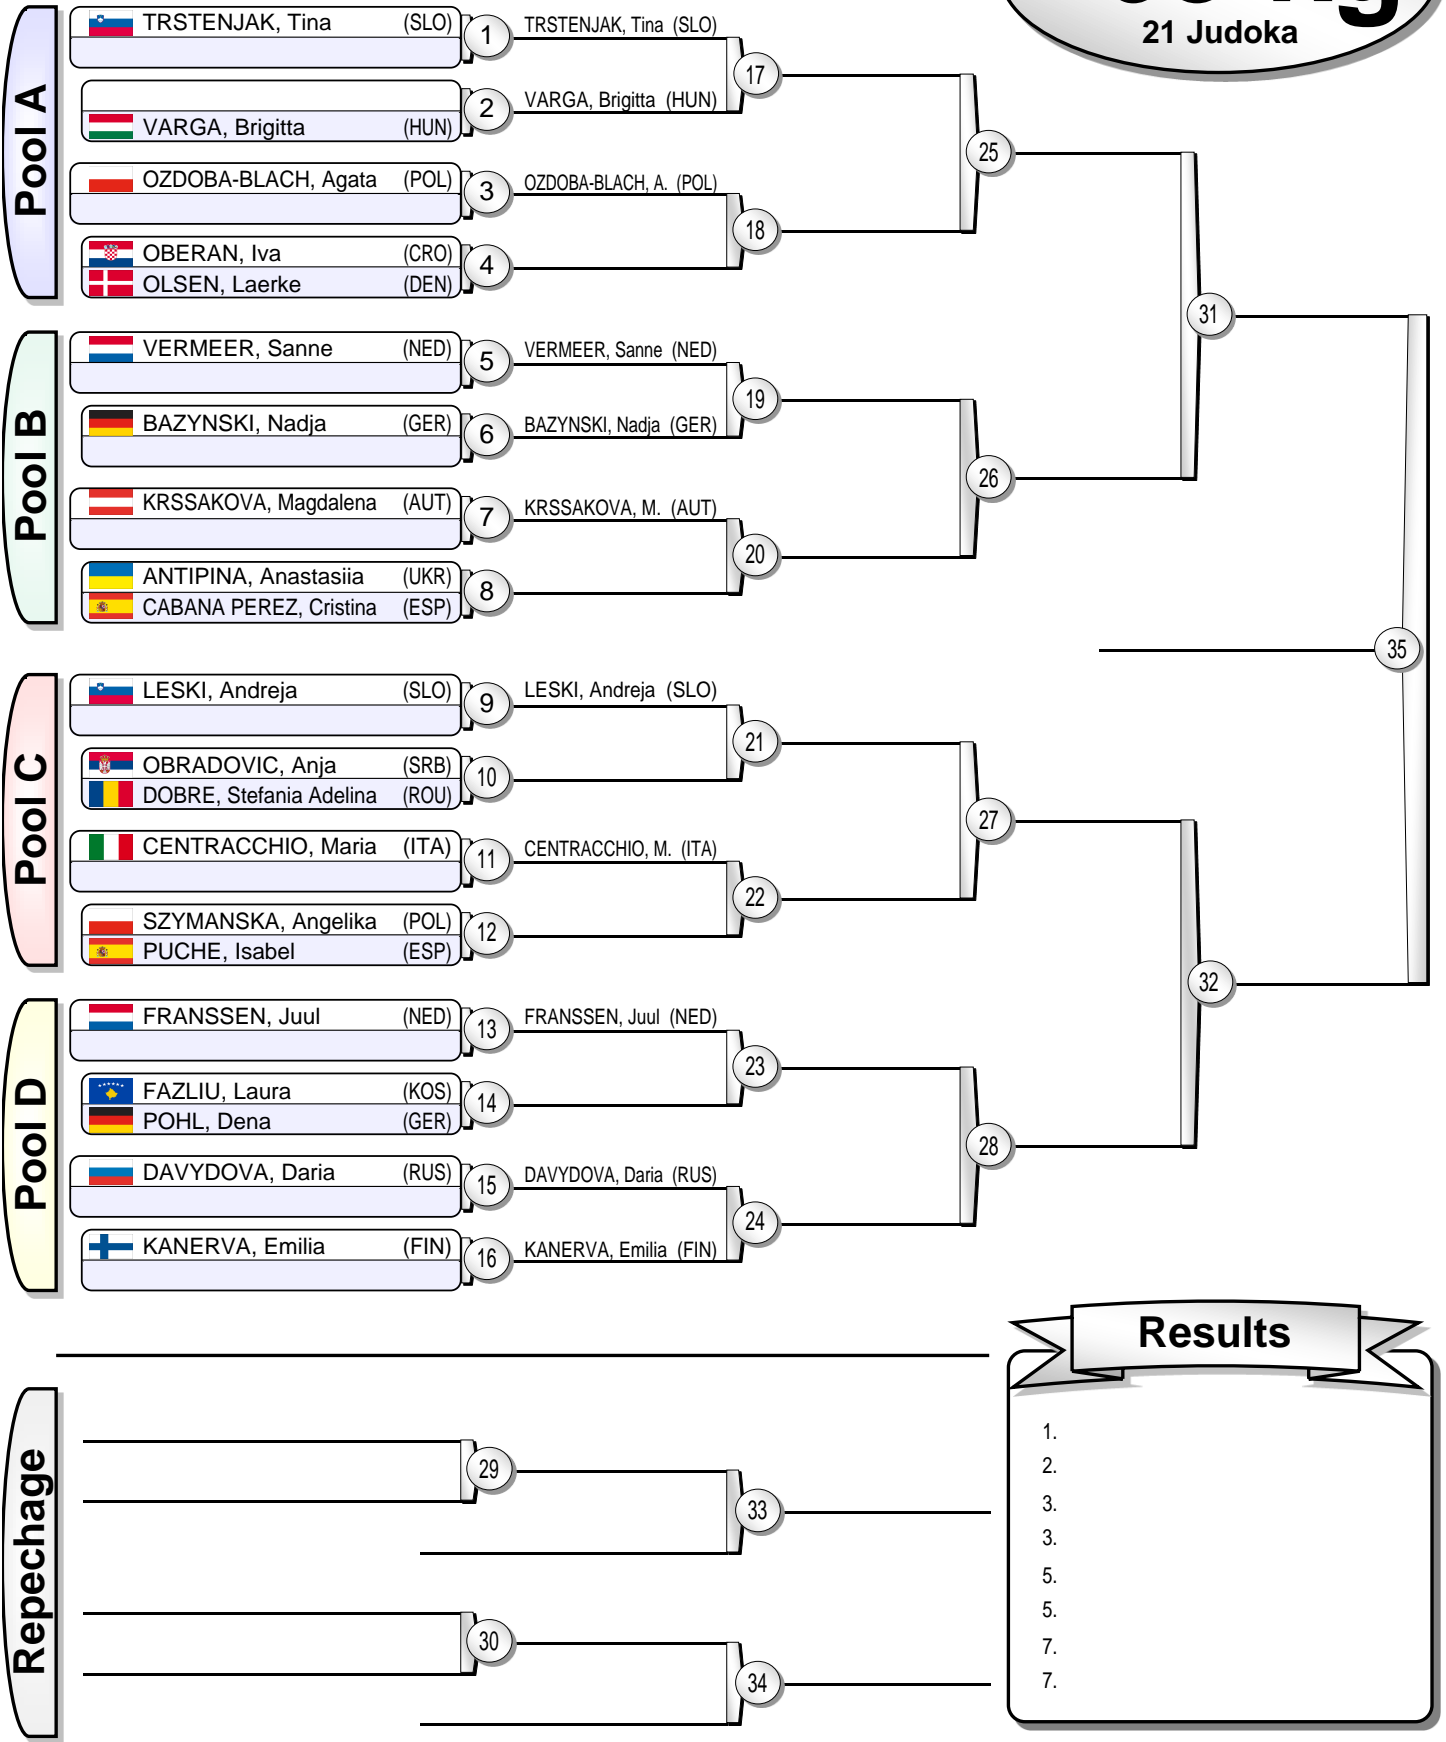 21 Judoka
Pool A
TRSTENJAK, Tina (SLO) 1 TRSTENJAK, Tina (SLO)
17
VARGA, Brigitta (HUN) 2 VARGA, Brigitta (HUN)
25
OZDOBA-BLACH, Agata (POL) 3 OZDOBA-BLACH, A. (POL)
18
OBERAN, Iva (CRO) 4
OLSEN, Laerke (DEN)
31
Pool B
VERMEER, Sanne (NED) 5 VERMEER, Sanne (NED)
19
BAZYNSKI, Nadja (GER) 6 BAZYNSKI, Nadja (GER)
26
KRSSAKOVA, Magdalena (AUT) 7 KRSSAKOVA, M. (AUT)
20
ANTIPINA, Anastasiia (UKR) 8
CABANA PEREZ, Cristina (ESP)
35
Pool C
LESKI, Andreja (SLO) 9 LESKI, Andreja (SLO)
21
OBRADOVIC, Anja (SRB) 10
DOBRE, Stefania Adelina (ROU)
27
CENTRACCHIO, Maria (ITA) 11 CENTRACCHIO, M. (ITA)
22
SZYMANSKA, Angelika (POL) 12
PUCHE, Isabel (ESP)
32
Pool D
FRANSSEN, Juul (NED) 13 FRANSSEN, Juul (NED)
23
FAZLIU, Laura (KOS) 14
POHL, Dena (GER)
28
DAVYDOVA, Daria (RUS) 15 DAVYDOVA, Daria (RUS)
24
KANERVA, Emilia (FIN) 16 KANERVA, Emilia (FIN)
Repechage
29
33
30
34
Results
1.
2.
3.
3.
5.
5.
7.
7.